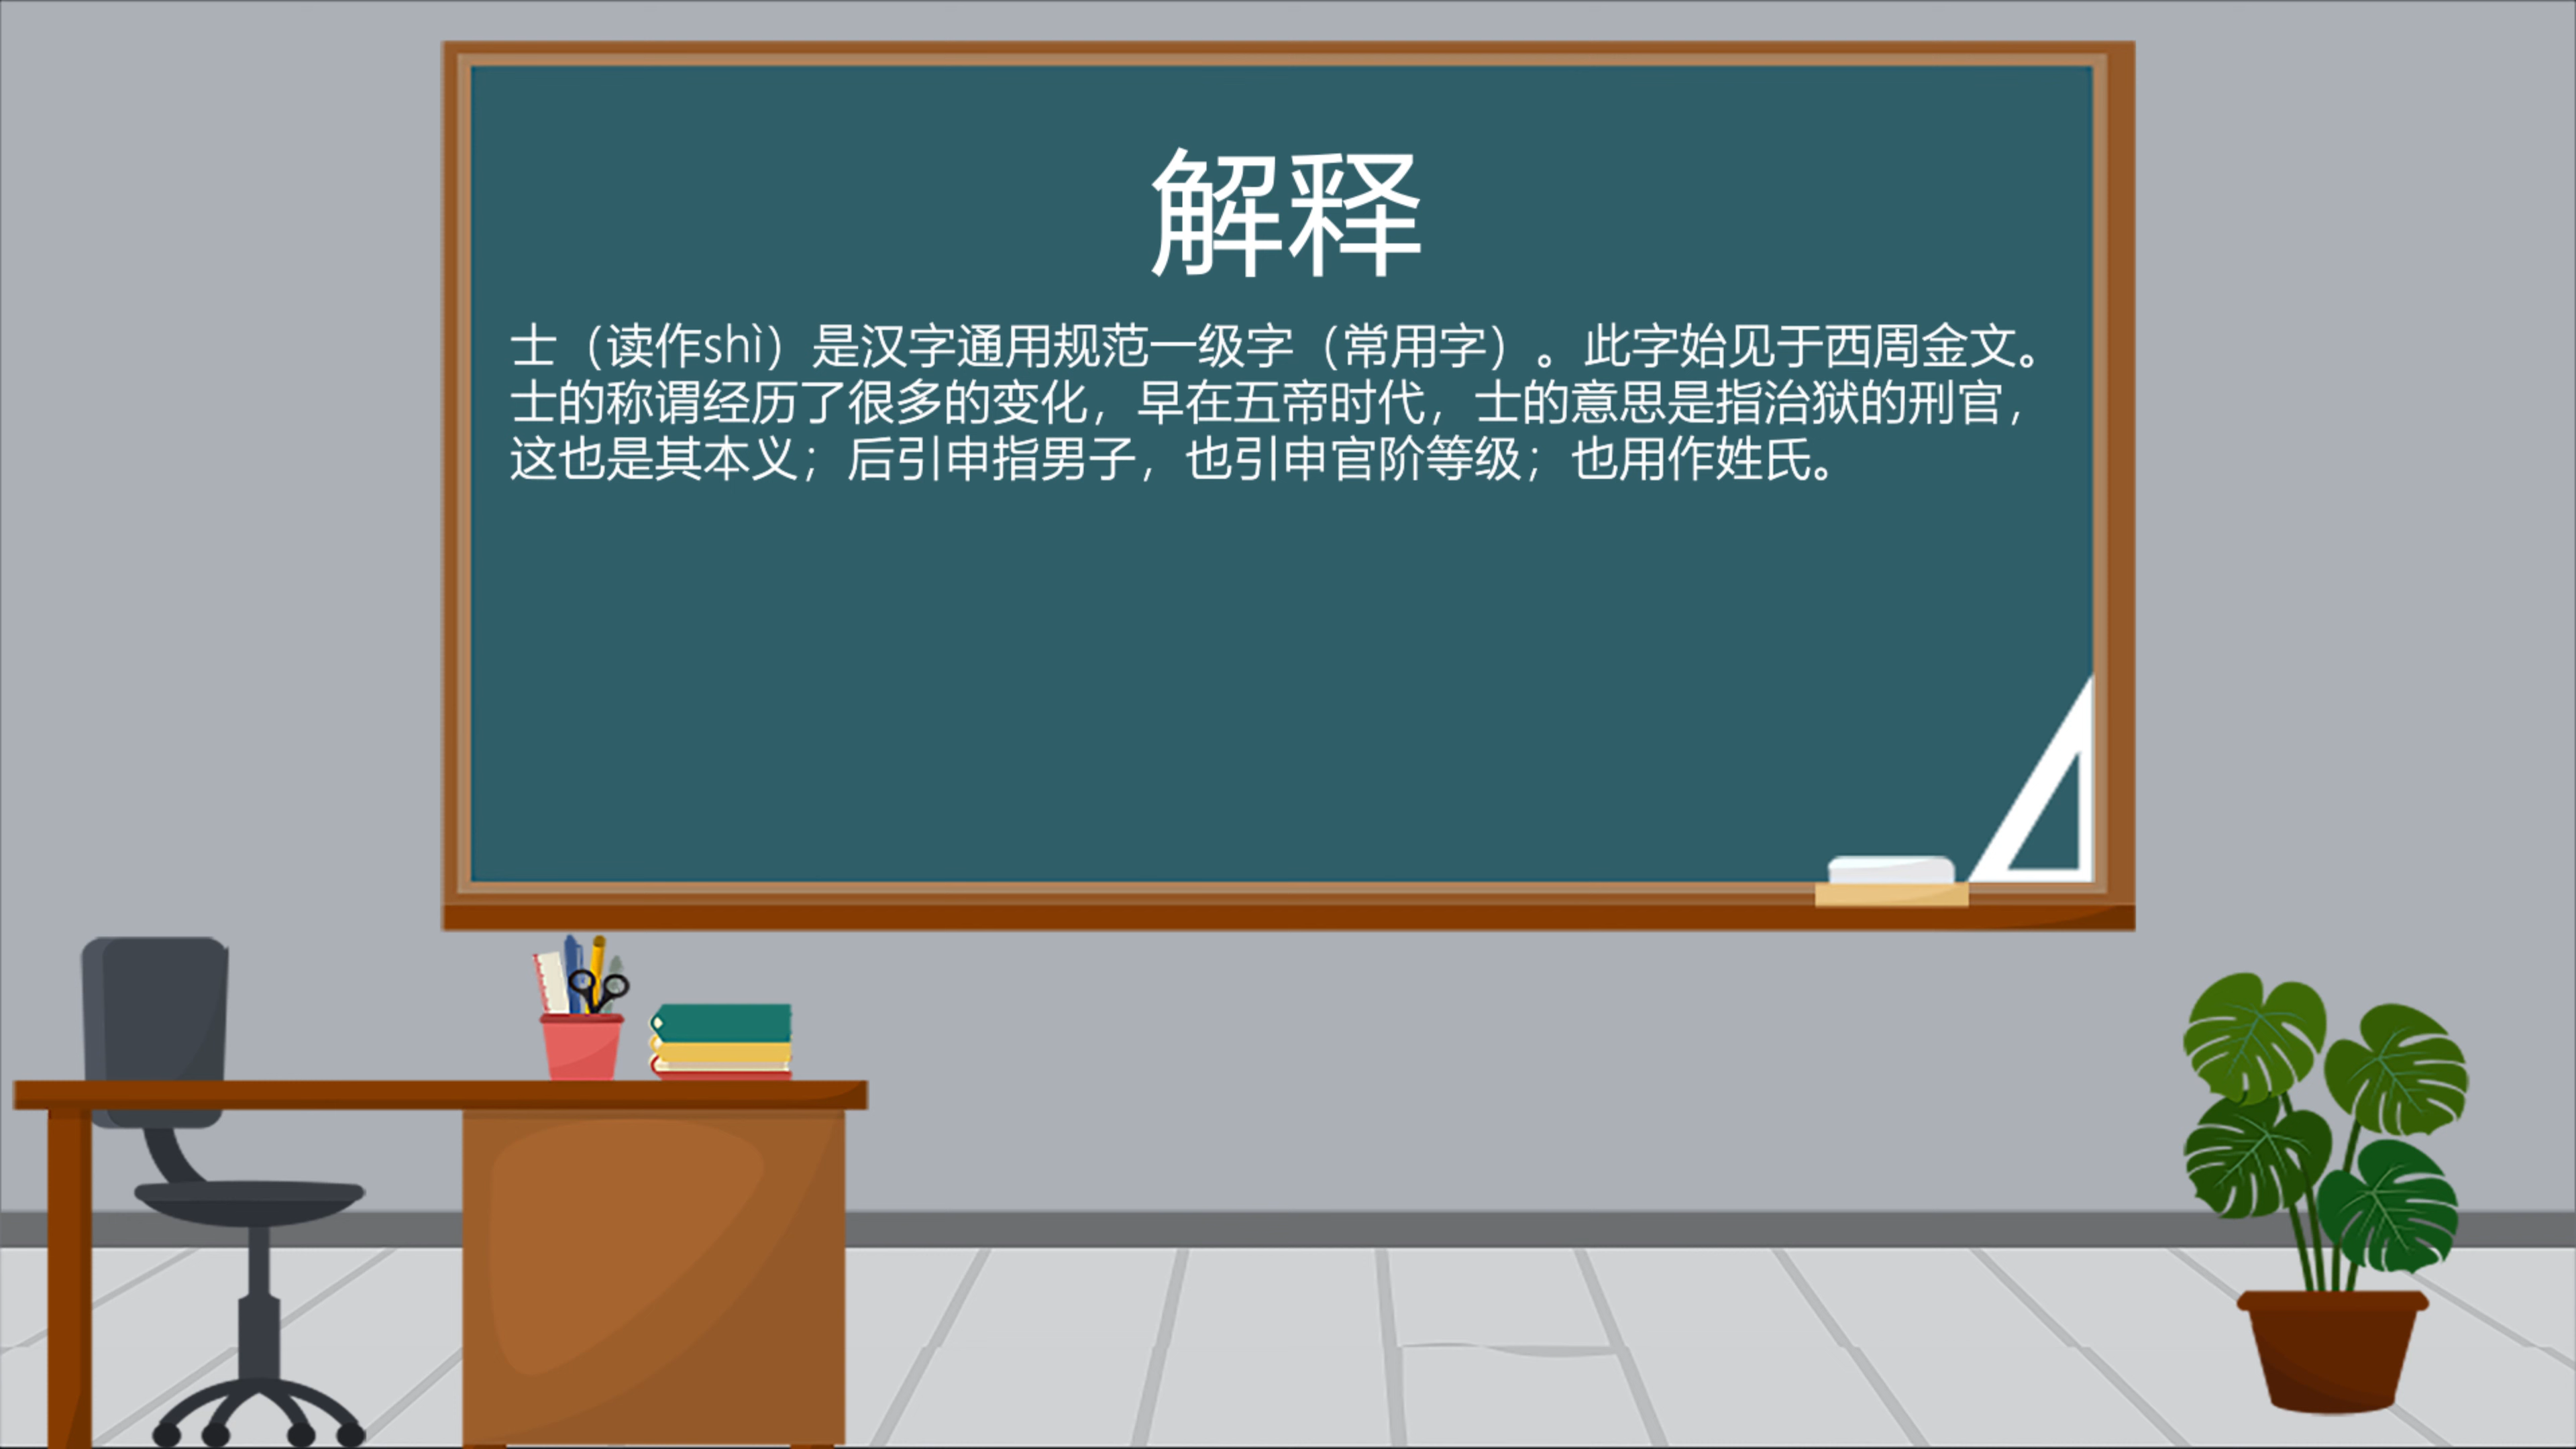 解释
士（读作shì）是汉字通用规范一级字（常用字）。此字始见于西周金文。
士的称谓经历了很多的变化，早在五帝时代，士的意思是指治狱的刑官，
这也是其本义；后引申指男子，也引申官阶等级；也用作姓氏。